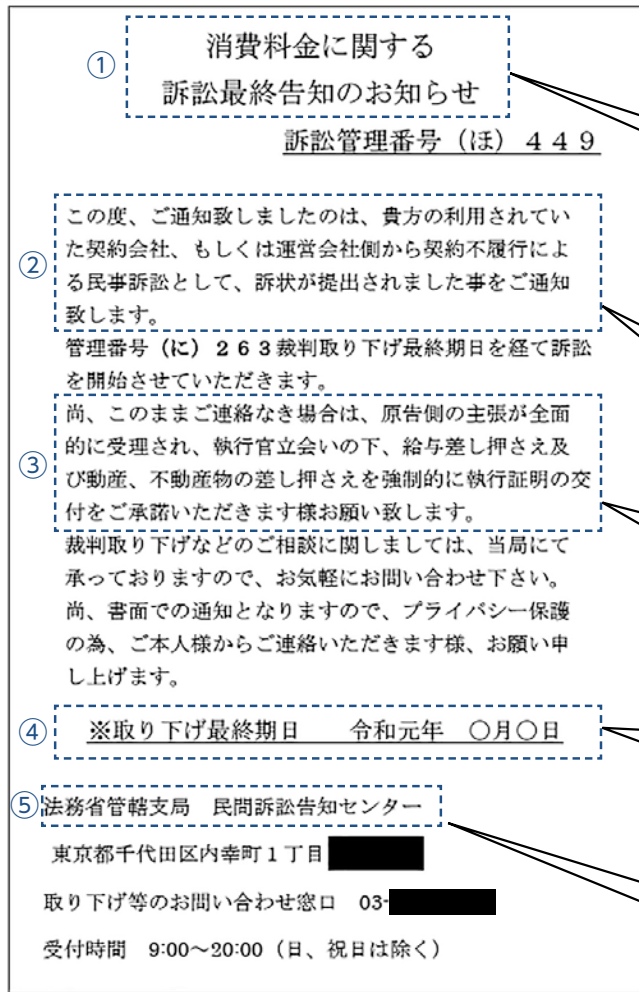 ①
消費料金に関する
訴訟最終告知のお知らせ
訴訟管理番号（ほ）４４９
②
この度、ご通知致しましたのは、貴方の利用されてい
た契約会社、もしくは運営会社側から契約不履行によ
る民事訴訟として、訴状が提出されました事をご通知
致します。
管理番号（に）２６３裁判取り下げ最終期日を経て訴訟
を開始させていただきます。
③
尚、このままご連絡なき場合は、原告側の主張が全面
的に受理され、執行官立会いの下、給与差し押さえ及
び動産、不動産物の差し押さえを強制的に執行証明の交
付をご承諾いただきます様お願い致します。
裁判取り下げなどのご相談に関しましては、当局にて
承っておりますので、お気軽にお問い合わせ下さい。
尚、書面での通知となりますので、プライバシー保護
の為、ご本人様からご連絡いただきます様、お願い申
し上げます。
④
※取り下げ最終期日　令和元年　〇月〇日
⑤
法務省管轄支局　民間訴訟告知センター
東京都千代田区内幸町１丁目
取り下げ等のお問い合わせ窓口　03-
受付時間　9:00～20:00（日、祝日は除く）